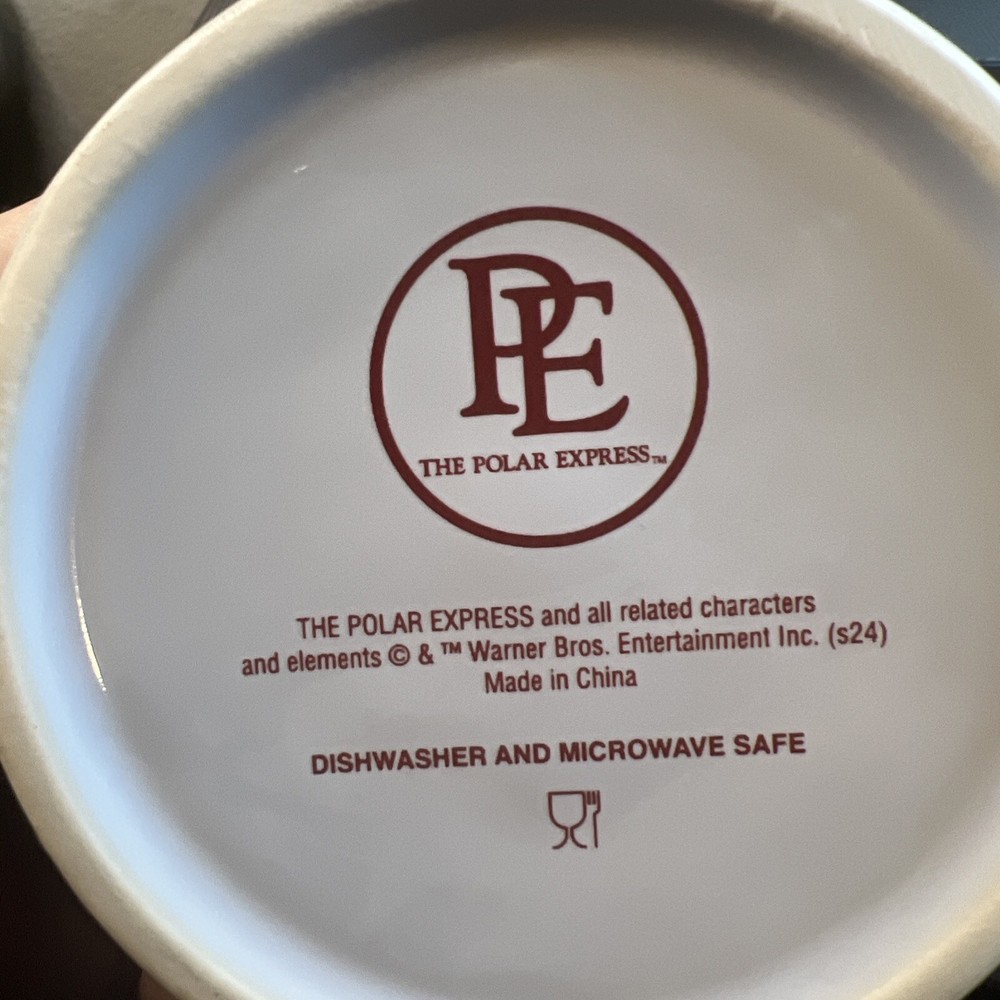 PE
THE POLAR EXPRESS™
THE POLAR EXPRESS and all related characters
and elements © & ™ Warner Bros. Entertainment Inc. (s24)
Made in China
DISHWASHER AND MICROWAVE SAFE